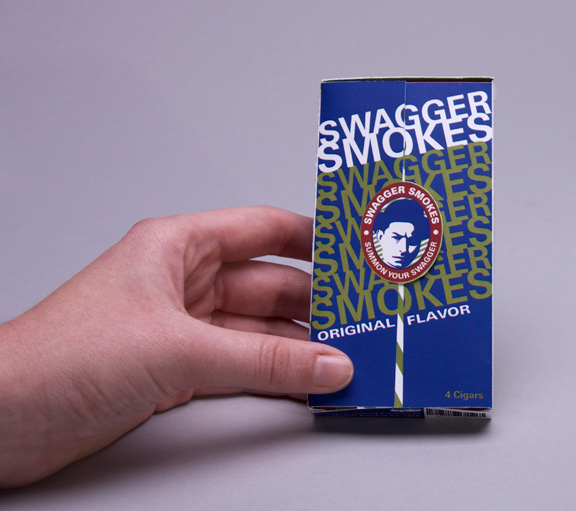 SWAGGER
SMOKES
SWAGGER
SMOKES
SWAGGER
SMOKES
SWAGGER
SMOKES
SWAGGER SMOKES
SUMMON YOUR SWAGGER
ORIGINAL FLAVOR
4 Cigars